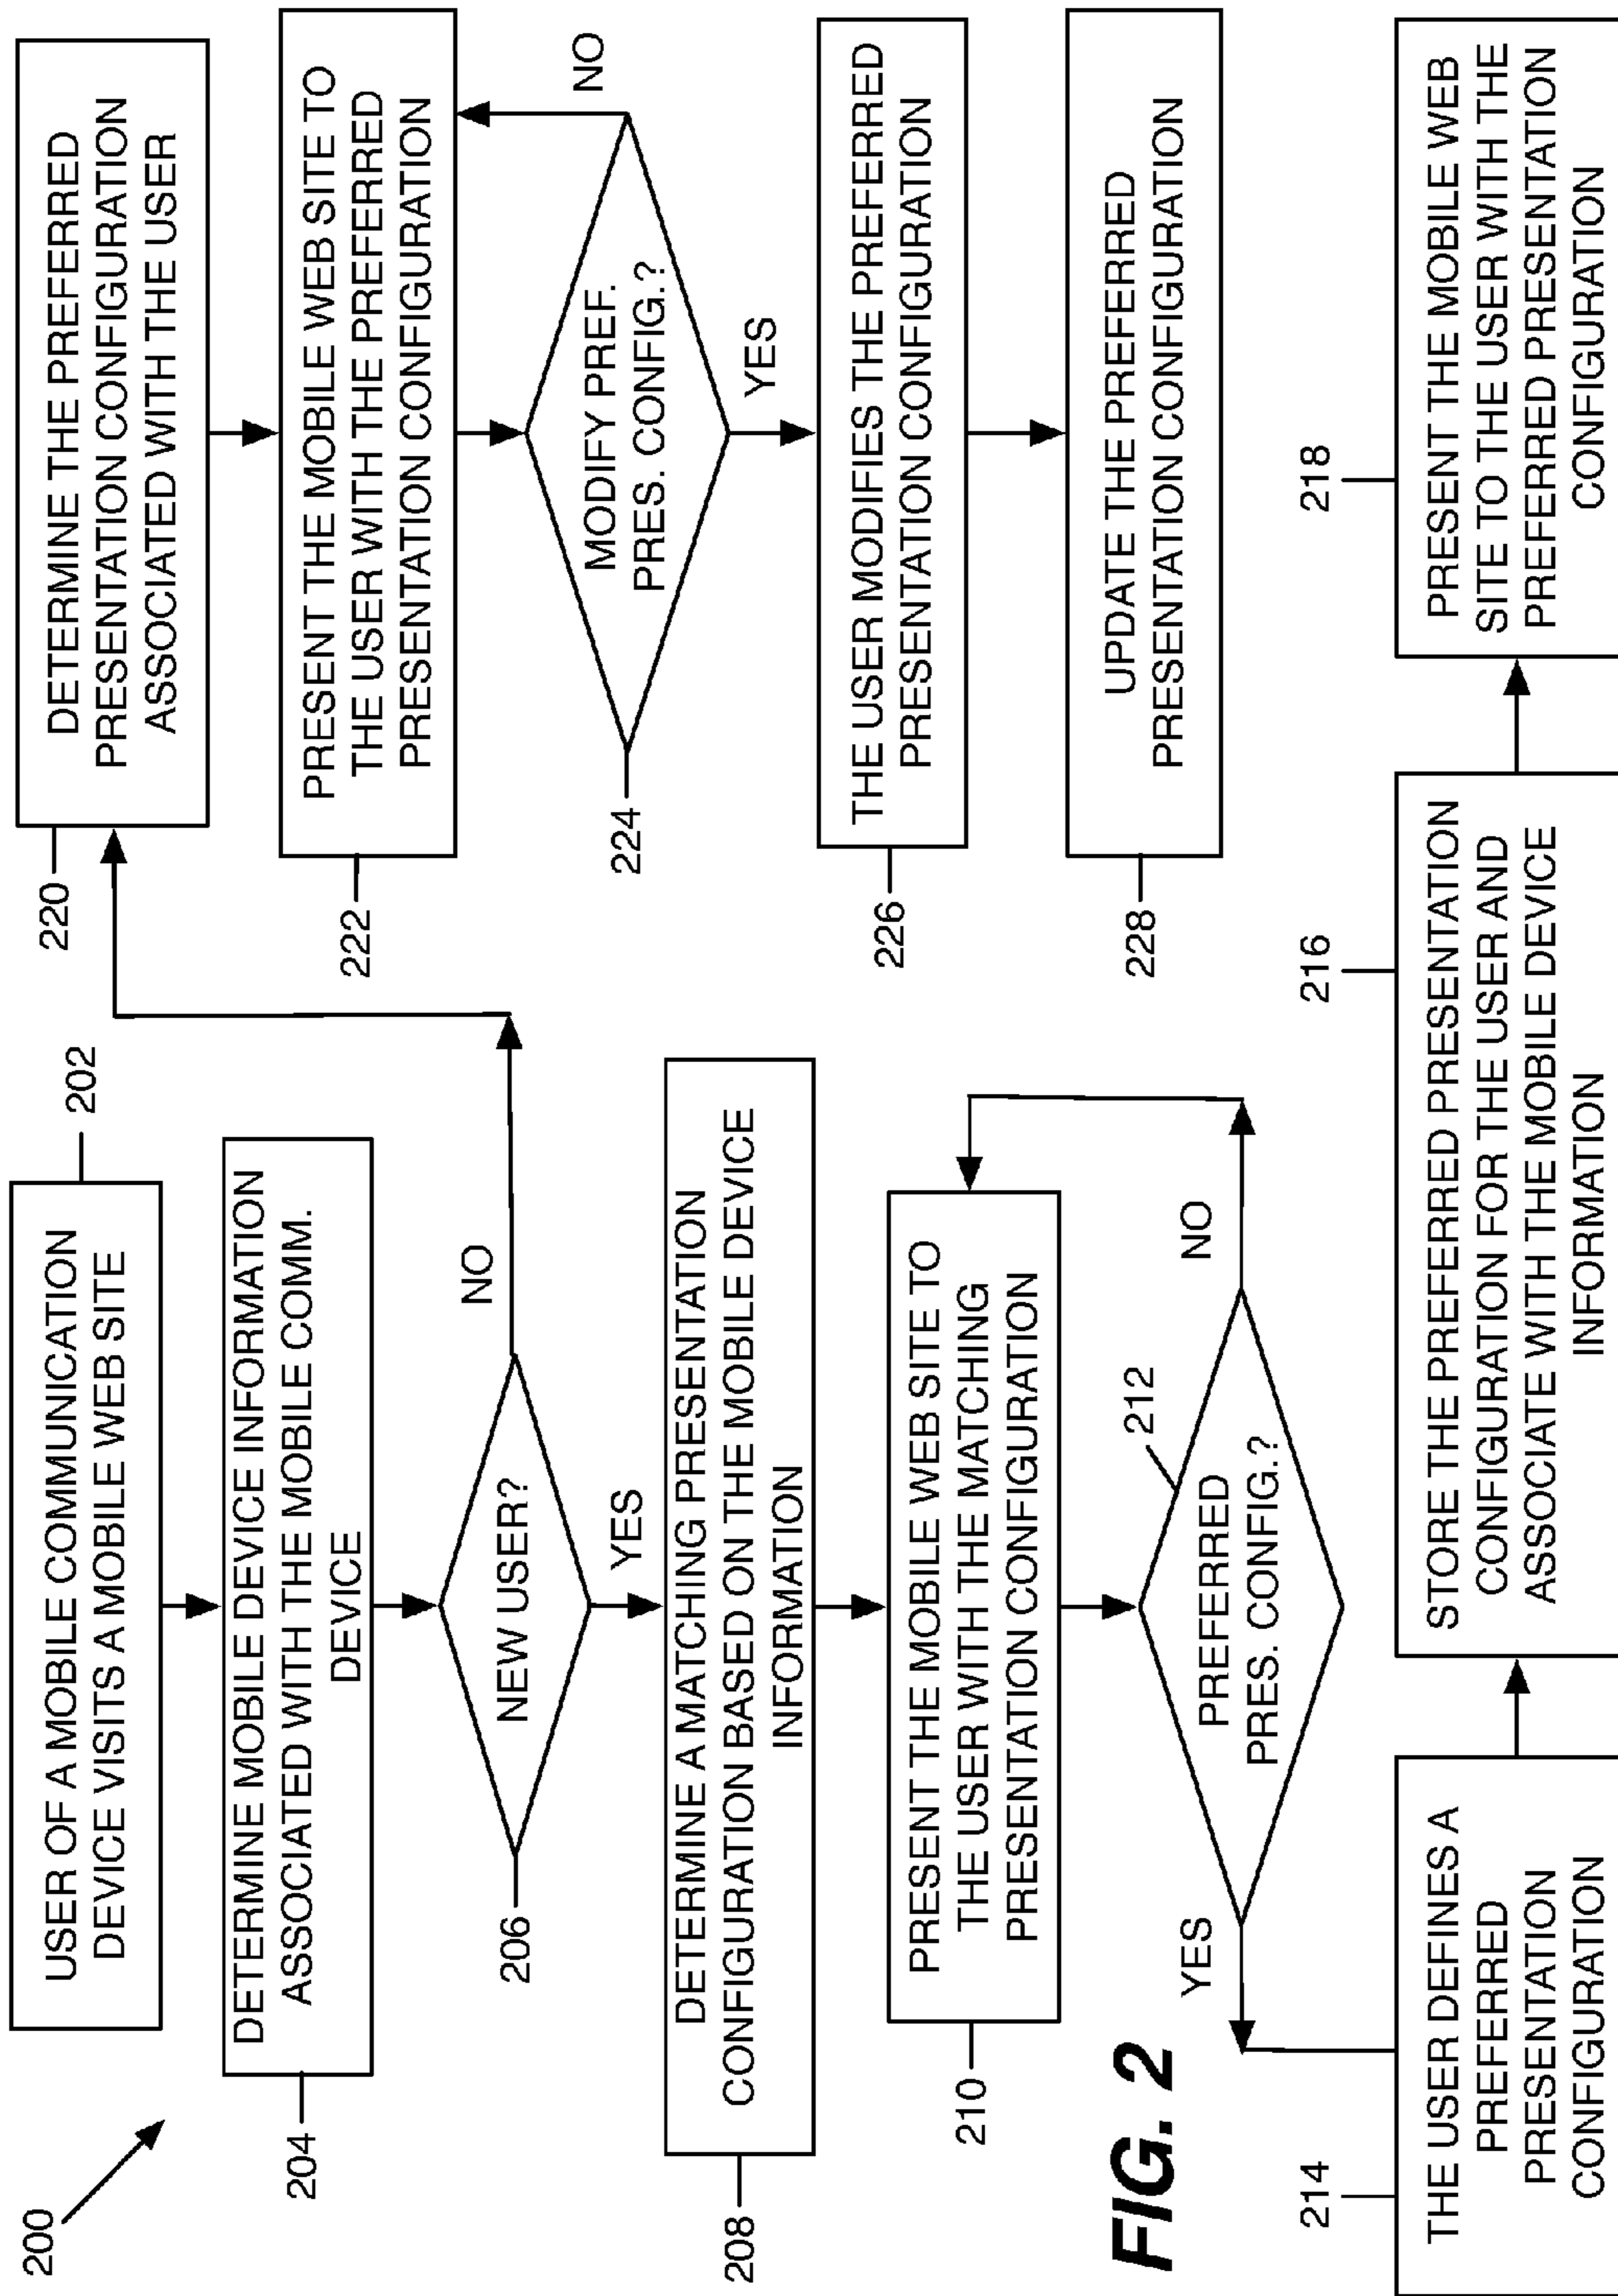 200
USER OF A MOBILE COMMUNICATION
DEVICE VISITS A MOBILE WEB SITE
202
DETERMINE MOBILE DEVICE INFORMATION
ASSOCIATED WITH THE MOBILE COMM.
DEVICE
204
NEW USER?
206
NO
YES
DETERMINE A MATCHING PRESENTATION
CONFIGURATION BASED ON THE MOBILE DEVICE
INFORMATION
208
PRESENT THE MOBILE WEB SITE TO
THE USER WITH THE MATCHING
PRESENTATION CONFIGURATION
210
PREFERRED
PRES. CONFIG.?
212
NO
YES
THE USER DEFINES A
PREFERRED
PRESENTATION
CONFIGURATION
214
STORE THE PREFERRED PRESENTATION
CONFIGURATION FOR THE USER AND
ASSOCIATE WITH THE MOBILE DEVICE
INFORMATION
216
PRESENT THE MOBILE WEB
SITE TO THE USER WITH THE
PREFERRED PRESENTATION
CONFIGURATION
218
220
DETERMINE THE PREFERRED
PRESENTATION CONFIGURATION
ASSOCIATED WITH THE USER
222
PRESENT THE MOBILE WEB SITE TO
THE USER WITH THE PREFERRED
PRESENTATION CONFIGURATION
224
MODIFY PREF.
PRES. CONFIG.?
NO
YES
226
THE USER MODIFIES THE PREFERRED
PRESENTATION CONFIGURATION
228
UPDATE THE PREFERRED
PRESENTATION CONFIGURATION
FIG. 2